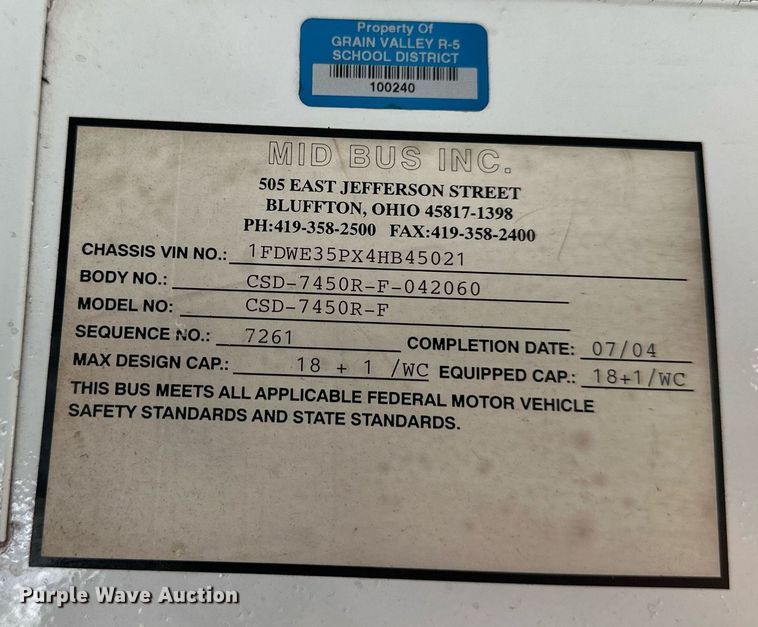 Property Of
GRAIN VALLEY R-5
SCHOOL DISTRICT
100240
MID BUS INC.
505 EAST JEFFERSON STREET
BLUFFTON, OHIO 45817-1398
PH:419-358-2500 FAX:419-358-2400
CHASSIS VIN NO.: 1FDWE35PX4HB45021
BODY NO.: CSD-7450R-F-042060
MODEL NO: CSD-7450R-F
SEQUENCE NO.: 7261 COMPLETION DATE: 07/04
MAX DESIGN CAP.: 18 + 1 /WC EQUIPPED CAP.: 18+1/WC
THIS BUS MEETS ALL APPLICABLE FEDERAL MOTOR VEHICLE
SAFETY STANDARDS AND STATE STANDARDS.
Purple Wave Auction